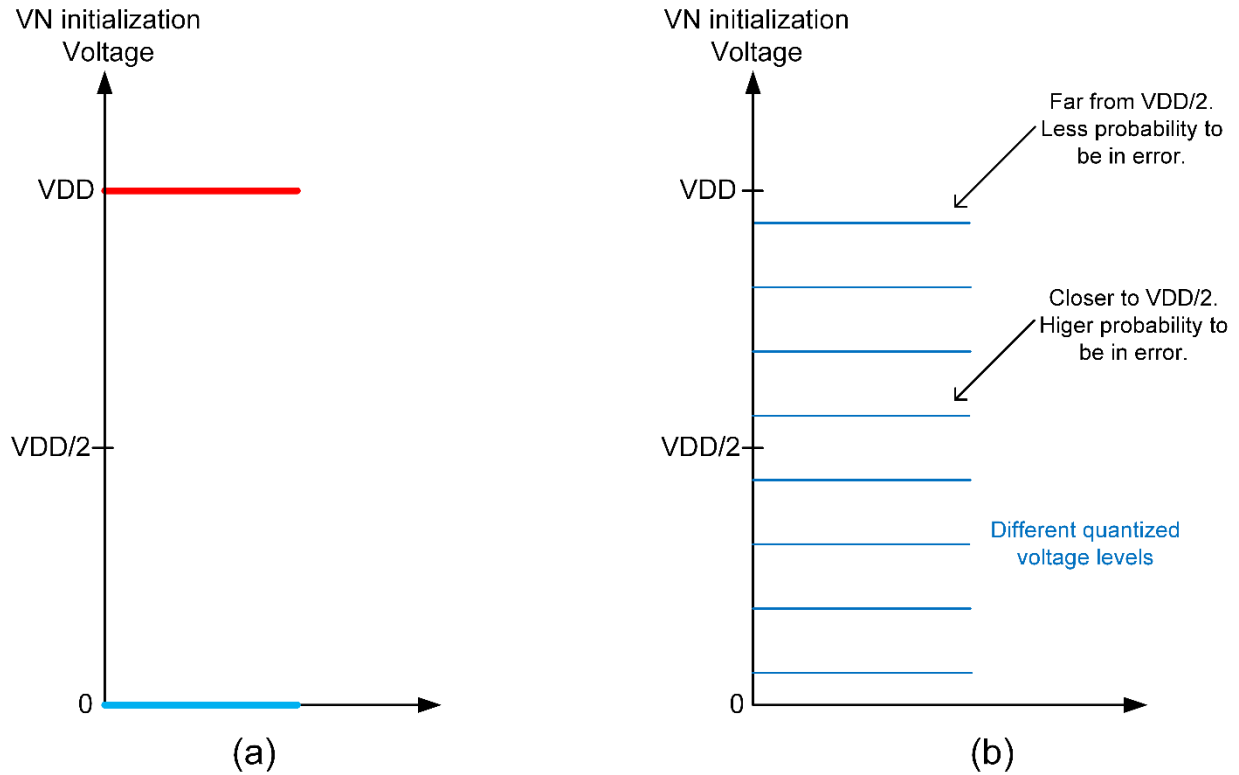 VN initialization
Voltage
VDD
VDD/2
0
(a)
VN initialization
Voltage
Far from VDD/2.
Less probability to
be in error.
VDD
Closer to VDD/2.
Higer probability to
be in error.
VDD/2
Different quantized
voltage levels
0
(b)